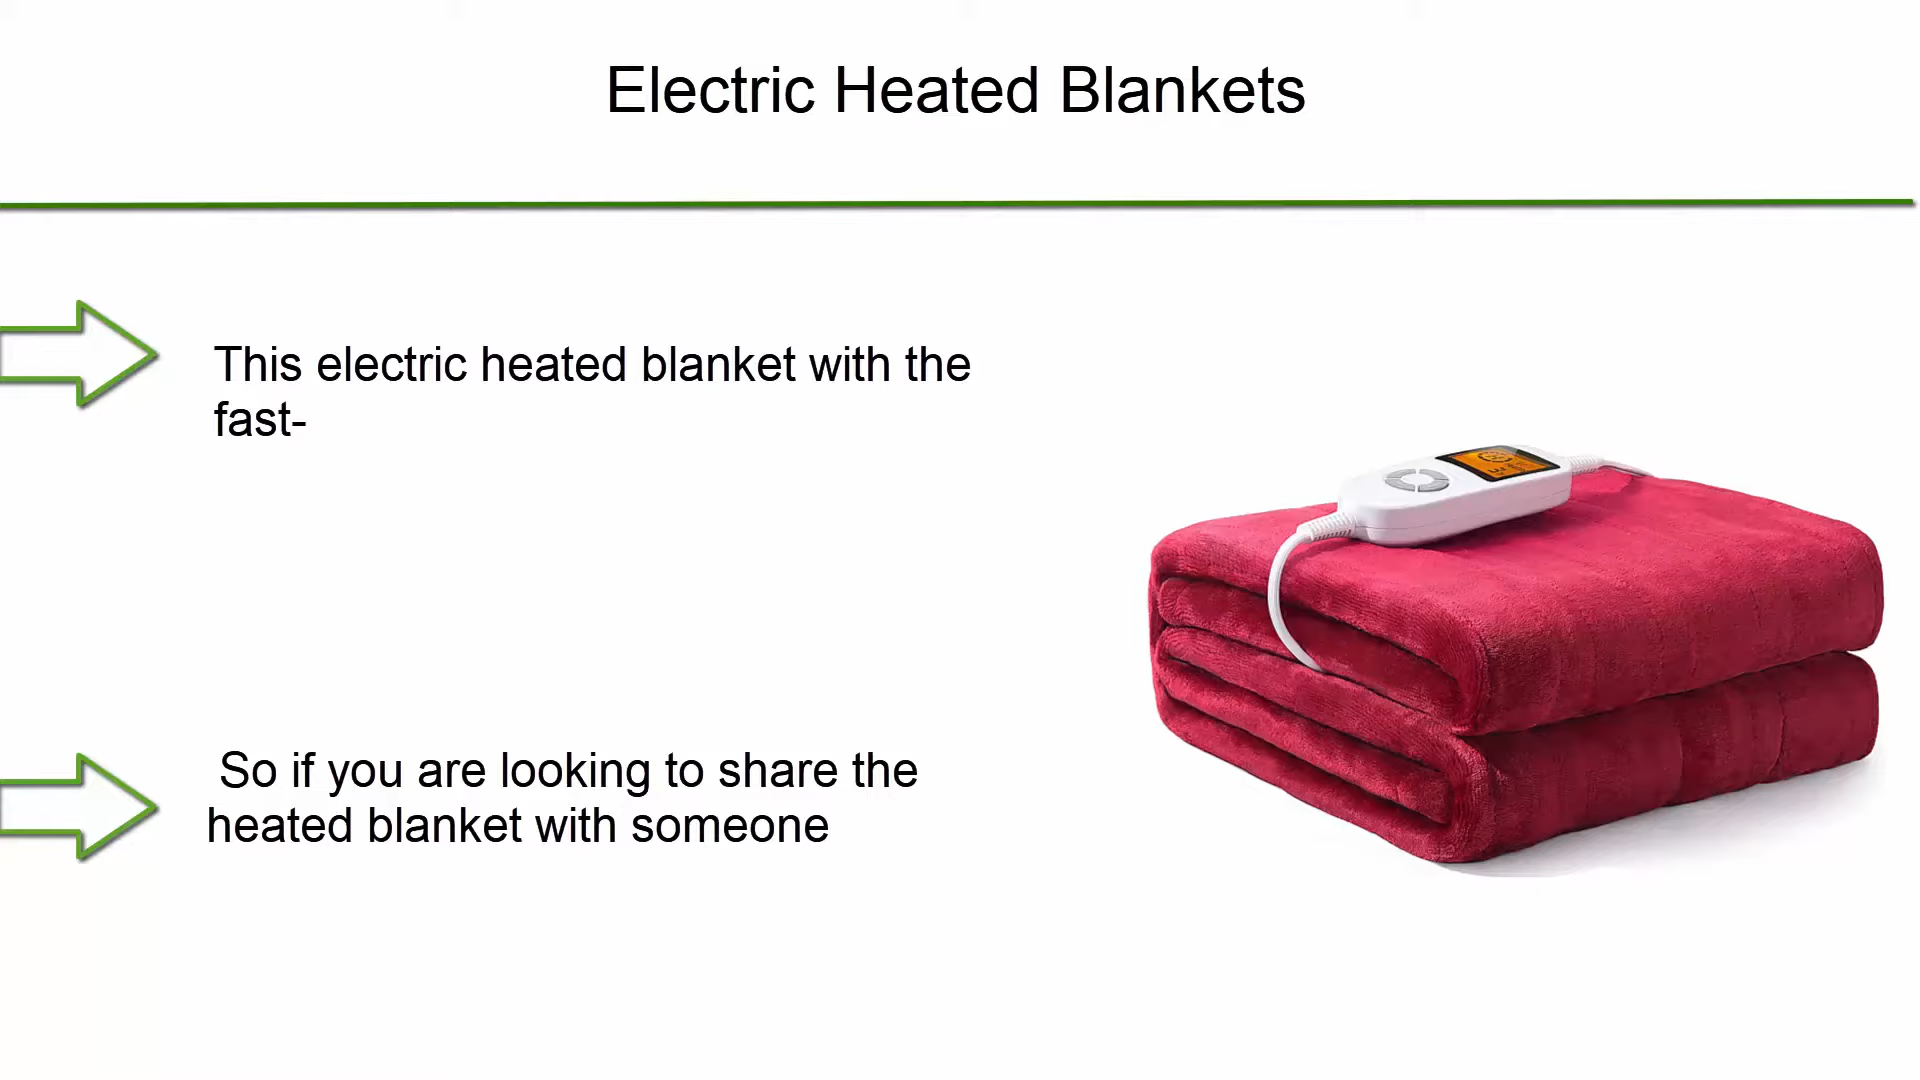 Electric Heated Blankets
This electric heated blanket with the
fast-
So if you are looking to share the
heated blanket with someone